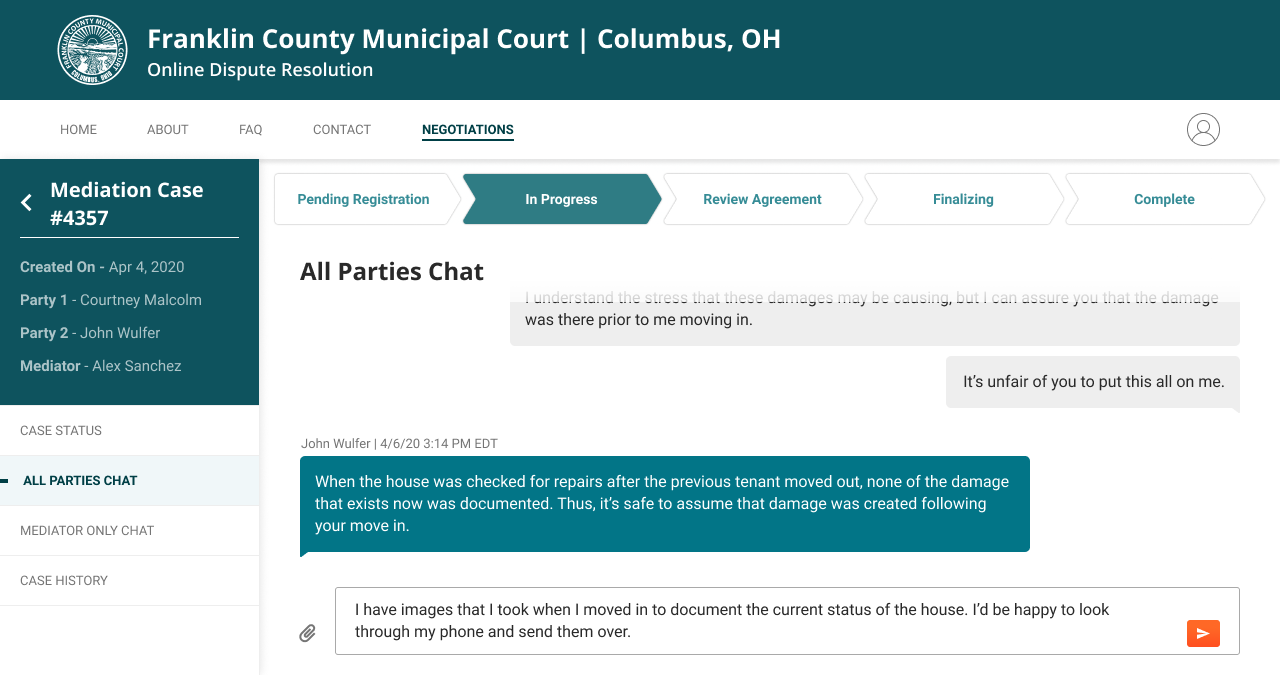 FRANKLIN COUNTY MUNICIPAL COURT
COLUMBUS, OHIO
Franklin County Municipal Court | Columbus, OH
Online Dispute Resolution
HOME
ABOUT
FAQ
CONTACT
NEGOTIATIONS
Mediation Case
#4357
Created On - Apr 4, 2020
Party 1 - Courtney Malcolm
Party 2 - John Wulfer
Mediator - Alex Sanchez
CASE STATUS
ALL PARTIES CHAT
MEDIATOR ONLY CHAT
CASE HISTORY
Pending Registration
In Progress
Review Agreement
Finalizing
Complete
All Parties Chat
I understand the stress that these damages may be causing, but I can assure you that the damage
was there prior to me moving in.
It’s unfair of you to put this all on me.
John Wulfer | 4/6/20 3:14 PM EDT
When the house was checked for repairs after the previous tenant moved out, none of the damage
that exists now was documented. Thus, it’s safe to assume that damage was created following
your move in.
I have images that I took when I moved in to document the current status of the house. I’d be happy to look
through my phone and send them over.